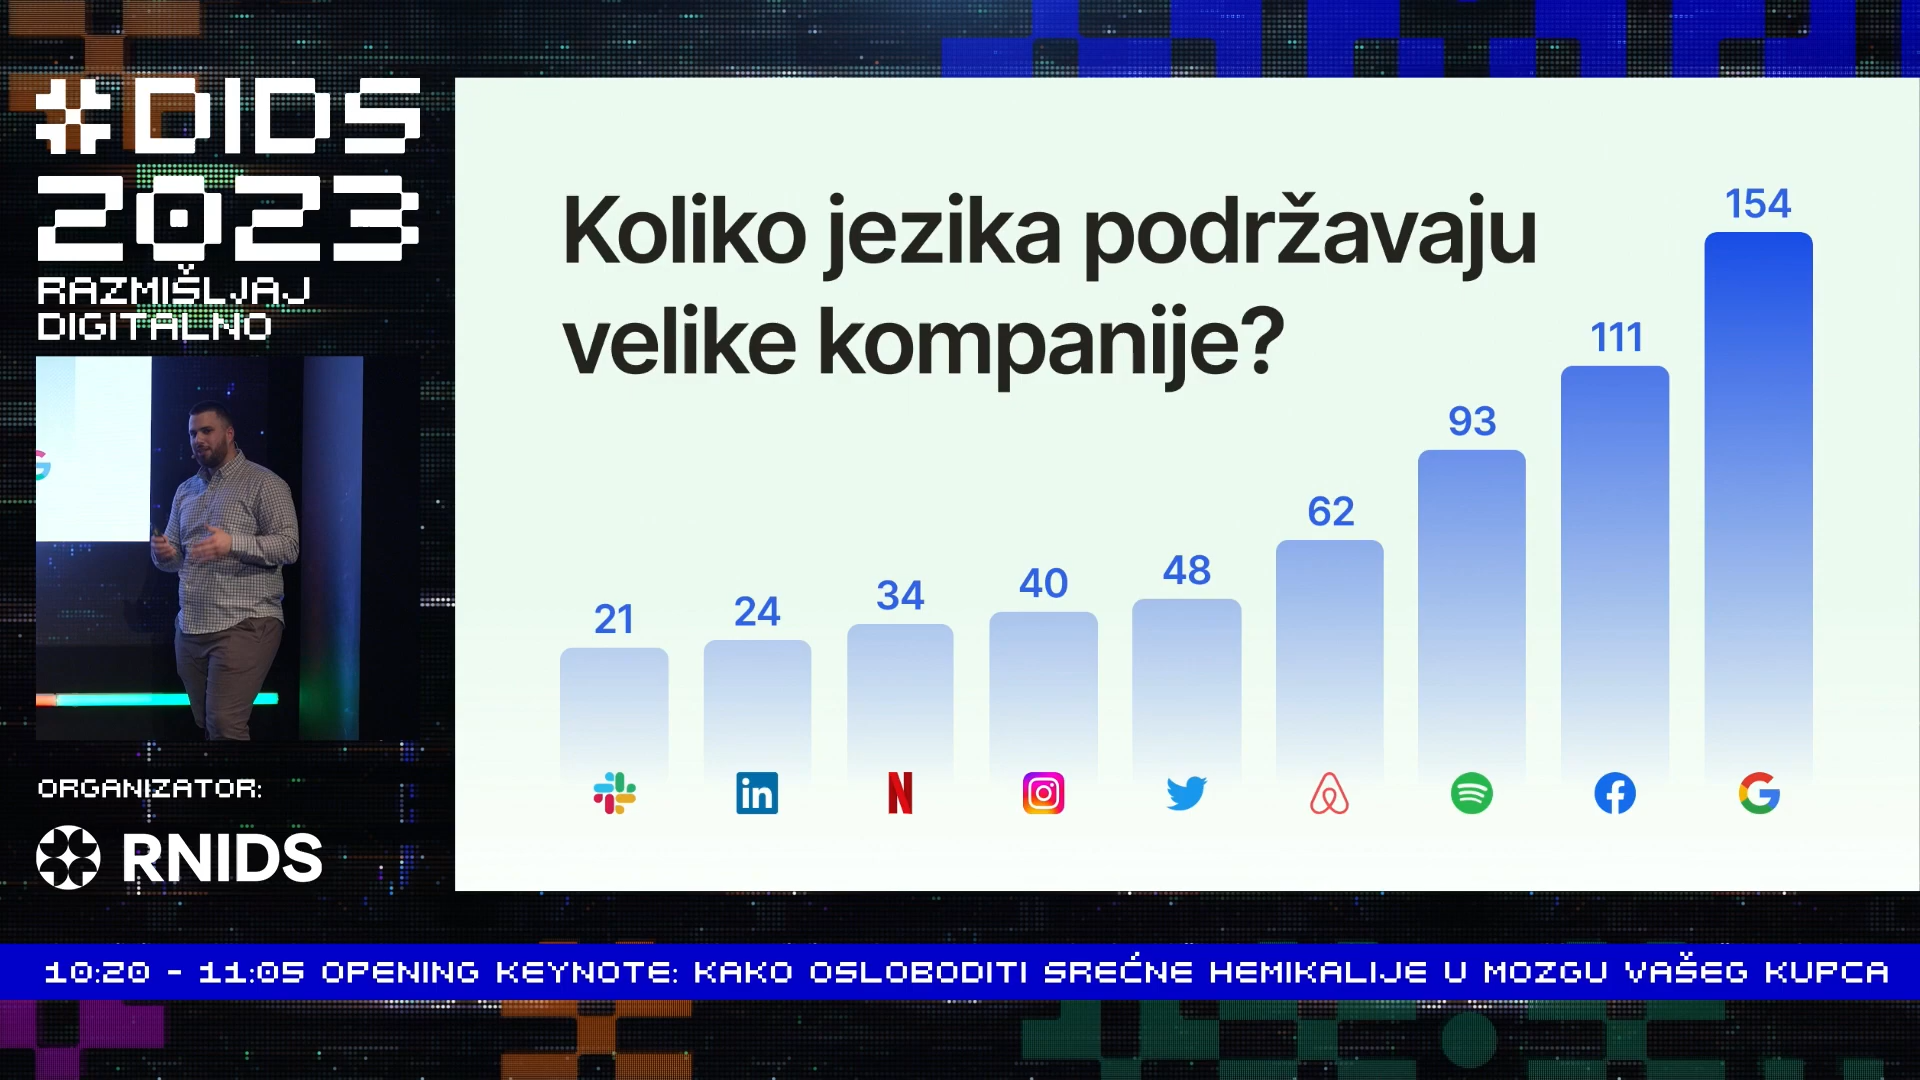 #DIDS
2023
RAZMIŠLJAJ
DIGITALNO
ORGANIZATOR:
RNIDS
Koliko jezika podržavaju
velike kompanije?
21
24
34
40
48
62
93
111
154
in
N
f
G
10:20 - 11:05 OPENING KEYNOTE: KAKO OSLOBODITI SREĆNE HEMIKALIJE U MOZGU VAŠEG KUPCA